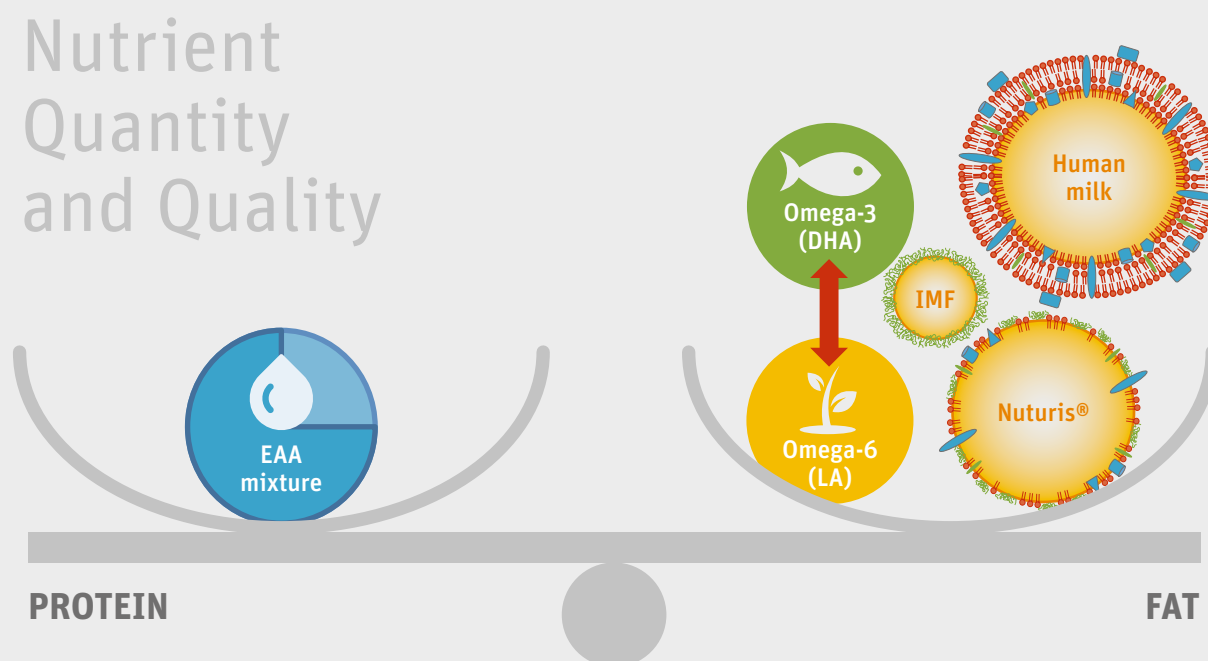 Nutrient
Quantity
and Quality
Omega-3
(DHA)
Human
milk
IMF
Nuturis®
Omega-6
(LA)
EAA
mixture
PROTEIN
FAT